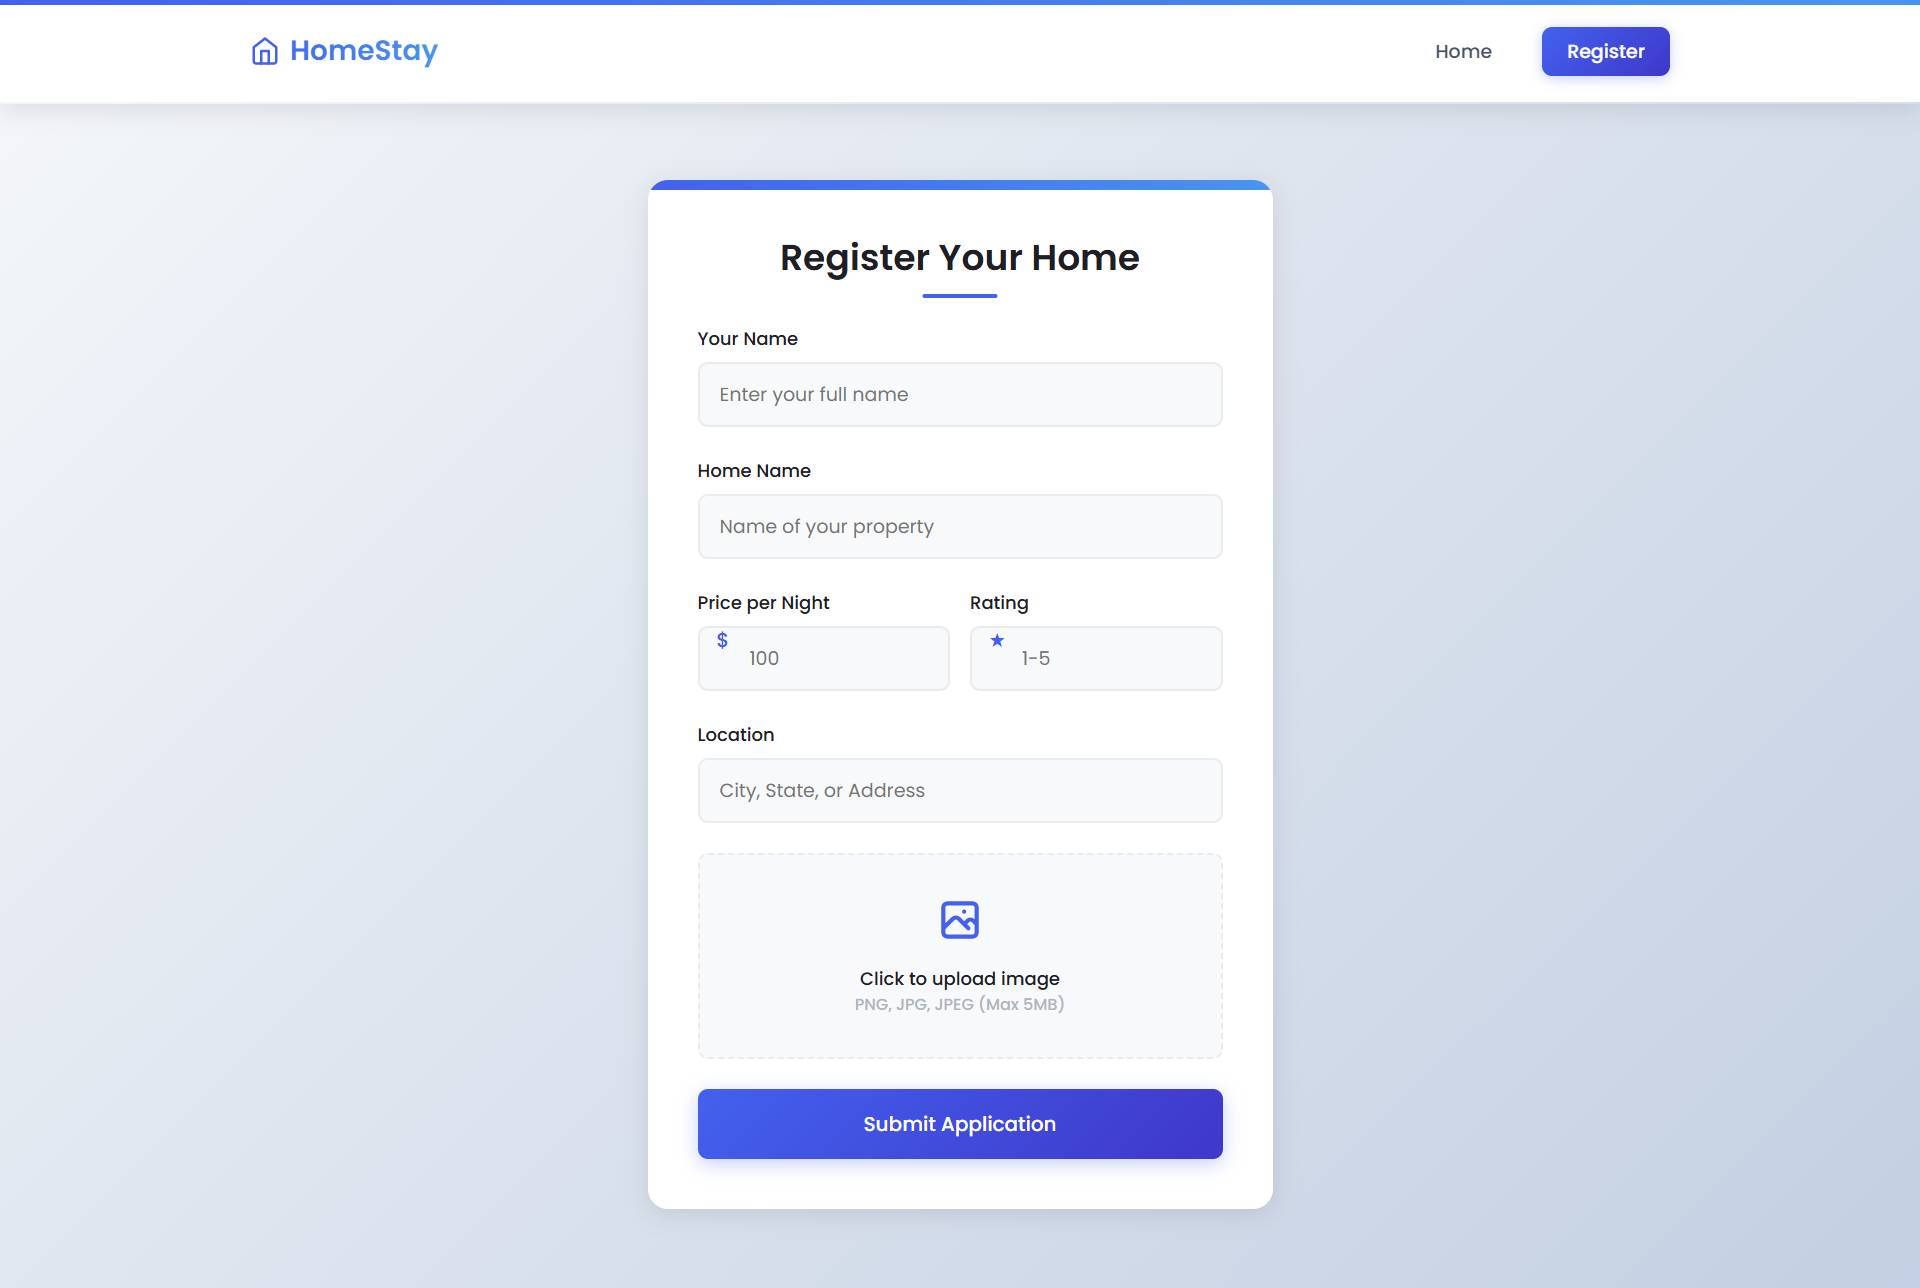 HomeStay
Home
Register
Register Your Home
Your Name
Enter your full name
Home Name
Name of your property
Price per Night
Rating
$ 100
★ 1-5
Location
City, State, or Address
Click to upload image
PNG, JPG, JPEG (Max 5MB)
Submit Application